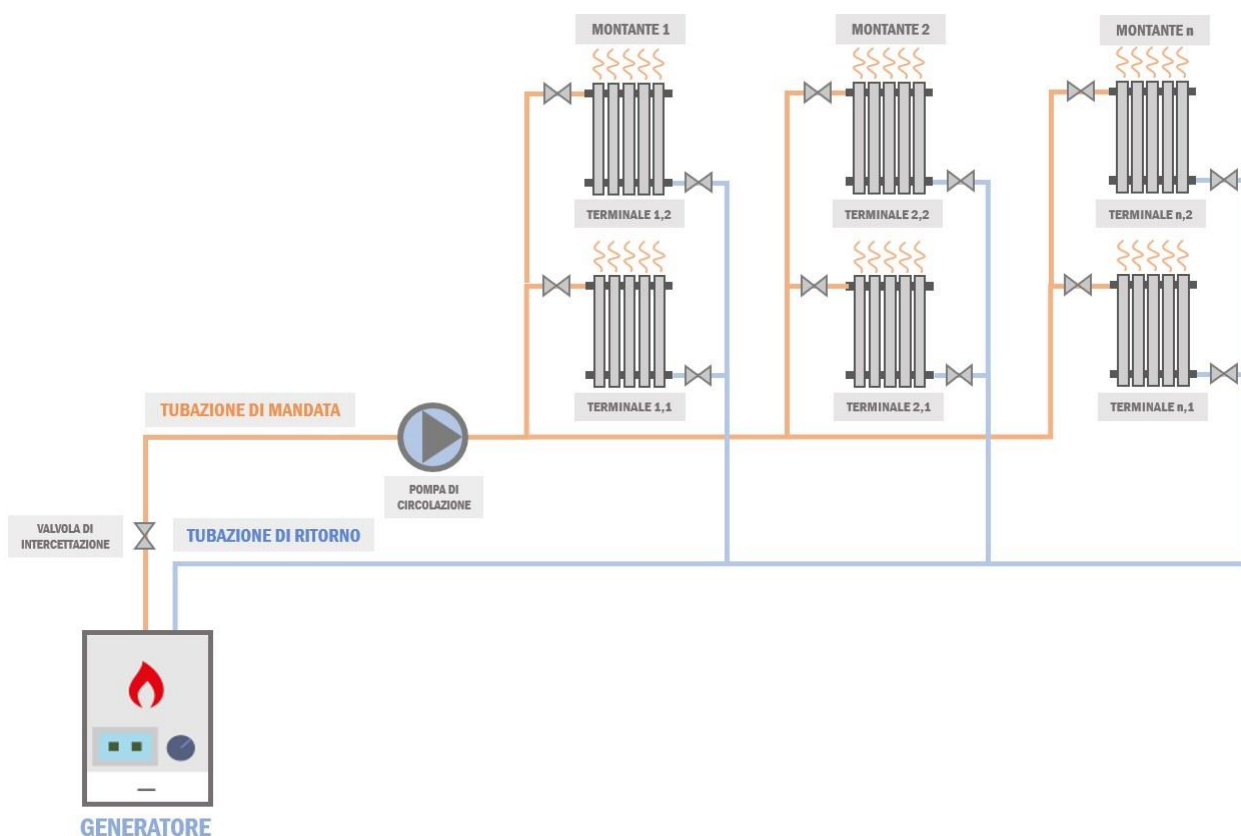 MONTANTE 1
MONTANTE 2
MONTANTE n
TERMINALE 1,2
TERMINALE 2,2
TERMINALE n,2
TERMINALE 1,1
TERMINALE 2,1
TERMINALE n,1
TUBAZIONE DI MANDATA
POMPA DI
CIRCOLAZIONE
VALVOLA DI
INTERCETTAZIONE
TUBAZIONE DI RITORNO
GENERATORE